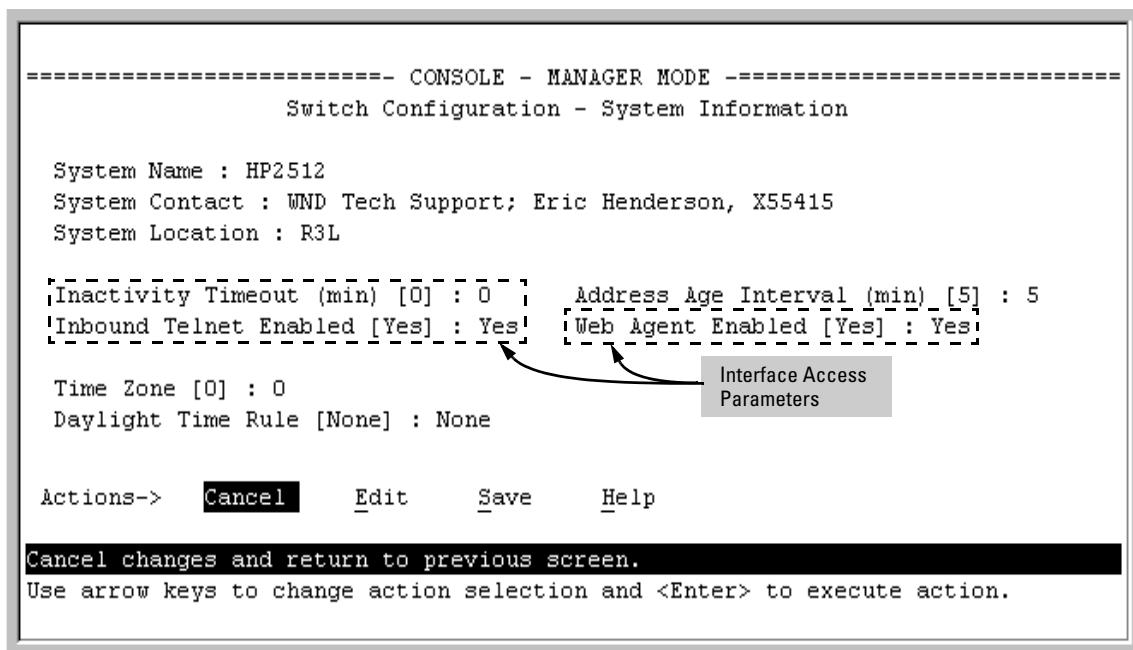 ===========================- CONSOLE - MANAGER MODE -============================
Switch Configuration - System Information
System Name : HP2512
System Contact : WND Tech Support; Eric Henderson, X55415
System Location : R3L
Inactivity Timeout (min) [0] : 0 Address Age Interval (min) [5] : 5
Inbound Telnet Enabled [Yes] : Yes Web Agent Enabled [Yes] : Yes
Interface Access
Parameters
Time Zone [0] : 0
Daylight Time Rule [None] : None
Actions-> Cancel Edit Save Help
Cancel changes and return to previous screen.
Use arrow keys to change action selection and <Enter> to execute action.